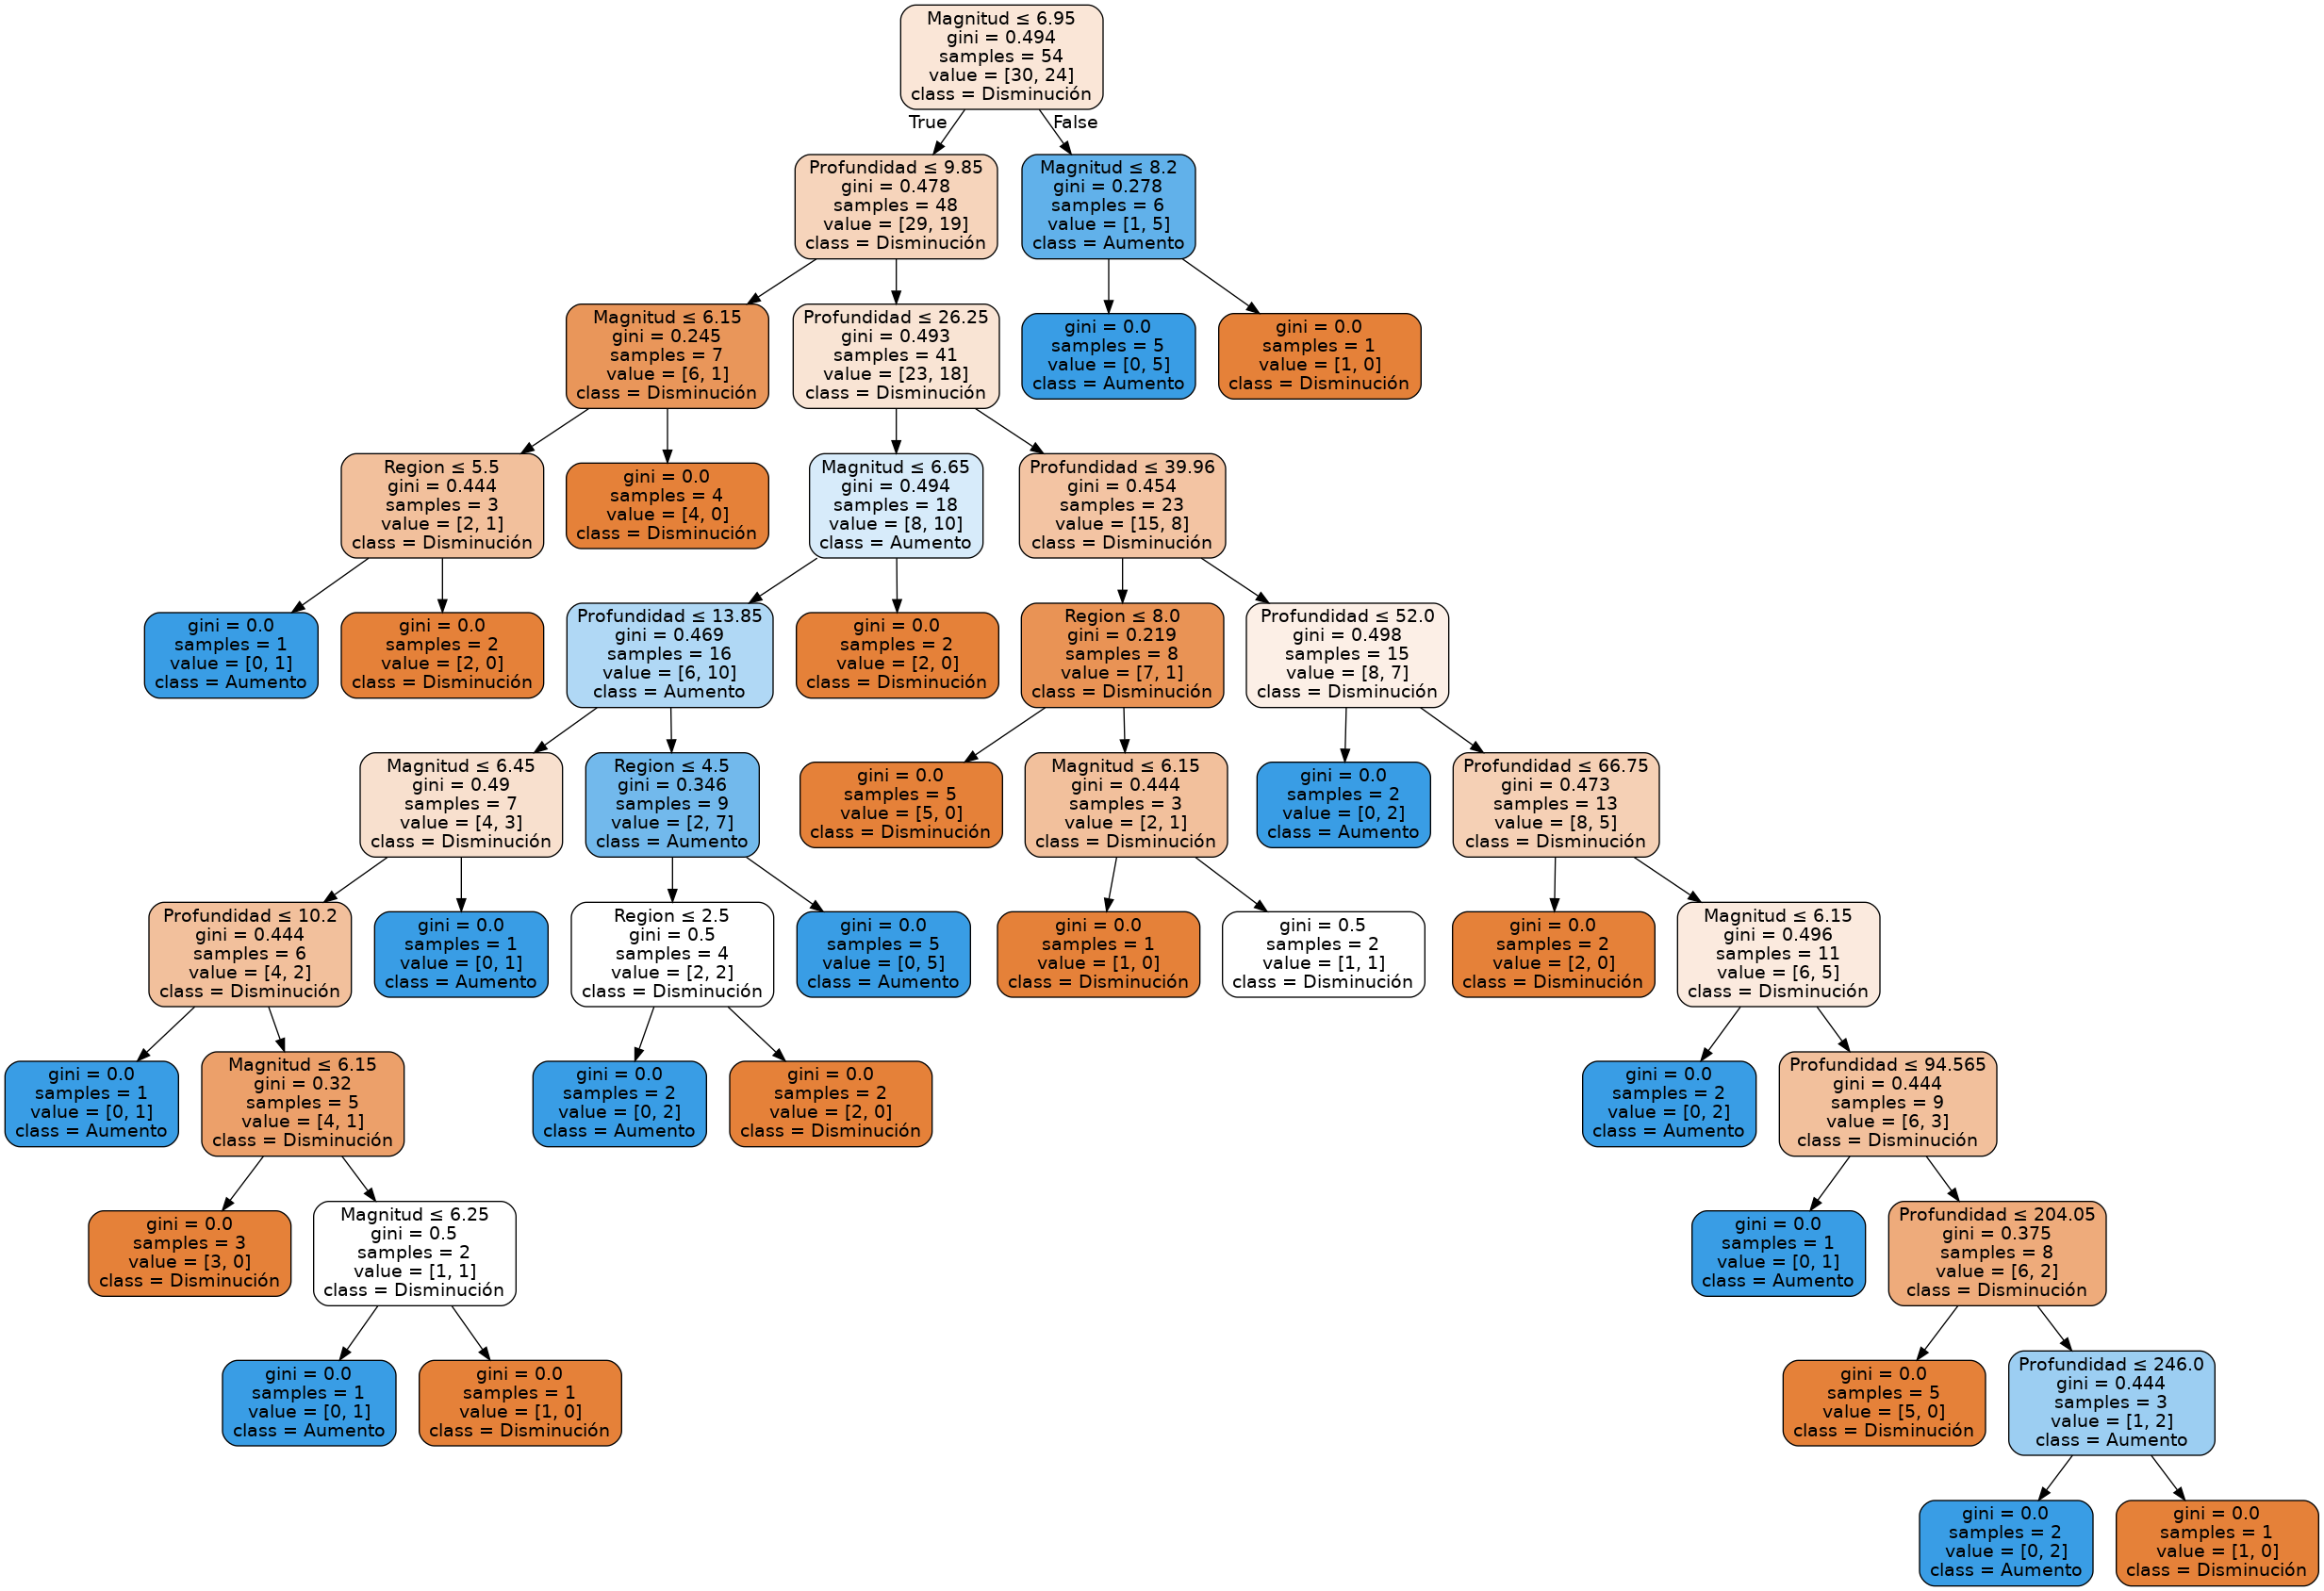 Magnitud ≤ 6.95
gini = 0.494
samples = 54
value = [30, 24]
class = Disminución
True
False
Profundidad ≤ 9.85
gini = 0.478
samples = 48
value = [29, 19]
class = Disminución
Magnitud ≤ 8.2
gini = 0.278
samples = 6
value = [1, 5]
class = Aumento
Magnitud ≤ 6.15
gini = 0.245
samples = 7
value = [6, 1]
class = Disminución
Profundidad ≤ 26.25
gini = 0.493
samples = 41
value = [23, 18]
class = Disminución
gini = 0.0
samples = 5
value = [0, 5]
class = Aumento
gini = 0.0
samples = 1
value = [1, 0]
class = Disminución
Region ≤ 5.5
gini = 0.444
samples = 3
value = [2, 1]
class = Disminución
gini = 0.0
samples = 4
value = [4, 0]
class = Disminución
Magnitud ≤ 6.65
gini = 0.494
samples = 18
value = [8, 10]
class = Aumento
Profundidad ≤ 39.96
gini = 0.454
samples = 23
value = [15, 8]
class = Disminución
gini = 0.0
samples = 1
value = [0, 1]
class = Aumento
gini = 0.0
samples = 2
value = [2, 0]
class = Disminución
Profundidad ≤ 13.85
gini = 0.469
samples = 16
value = [6, 10]
class = Aumento
gini = 0.0
samples = 2
value = [2, 0]
class = Disminución
Region ≤ 8.0
gini = 0.219
samples = 8
value = [7, 1]
class = Disminución
Profundidad ≤ 52.0
gini = 0.498
samples = 15
value = [8, 7]
class = Disminución
Magnitud ≤ 6.45
gini = 0.49
samples = 7
value = [4, 3]
class = Disminución
Region ≤ 4.5
gini = 0.346
samples = 9
value = [2, 7]
class = Aumento
gini = 0.0
samples = 5
value = [5, 0]
class = Disminución
Magnitud ≤ 6.15
gini = 0.444
samples = 3
value = [2, 1]
class = Disminución
gini = 0.0
samples = 2
value = [0, 2]
class = Aumento
Profundidad ≤ 66.75
gini = 0.473
samples = 13
value = [8, 5]
class = Disminución
Profundidad ≤ 10.2
gini = 0.444
samples = 6
value = [4, 2]
class = Disminución
gini = 0.0
samples = 1
value = [0, 1]
class = Aumento
Region ≤ 2.5
gini = 0.5
samples = 4
value = [2, 2]
class = Disminución
gini = 0.0
samples = 5
value = [0, 5]
class = Aumento
gini = 0.0
samples = 1
value = [1, 0]
class = Disminución
gini = 0.5
samples = 2
value = [1, 1]
class = Disminución
gini = 0.0
samples = 2
value = [2, 0]
class = Disminución
Magnitud ≤ 6.15
gini = 0.496
samples = 11
value = [6, 5]
class = Disminución
gini = 0.0
samples = 1
value = [0, 1]
class = Aumento
Magnitud ≤ 6.15
gini = 0.32
samples = 5
value = [4, 1]
class = Disminución
gini = 0.0
samples = 2
value = [0, 2]
class = Aumento
gini = 0.0
samples = 2
value = [2, 0]
class = Disminución
gini = 0.0
samples = 2
value = [0, 2]
class = Aumento
Profundidad ≤ 94.565
gini = 0.444
samples = 9
value = [6, 3]
class = Disminución
gini = 0.0
samples = 3
value = [3, 0]
class = Disminución
Magnitud ≤ 6.25
gini = 0.5
samples = 2
value = [1, 1]
class = Disminución
gini = 0.0
samples = 1
value = [0, 1]
class = Aumento
Profundidad ≤ 204.05
gini = 0.375
samples = 8
value = [6, 2]
class = Disminución
gini = 0.0
samples = 1
value = [0, 1]
class = Aumento
gini = 0.0
samples = 1
value = [1, 0]
class = Disminución
gini = 0.0
samples = 5
value = [5, 0]
class = Disminución
Profundidad ≤ 246.0
gini = 0.444
samples = 3
value = [1, 2]
class = Aumento
gini = 0.0
samples = 2
value = [0, 2]
class = Aumento
gini = 0.0
samples = 1
value = [1, 0]
class = Disminución